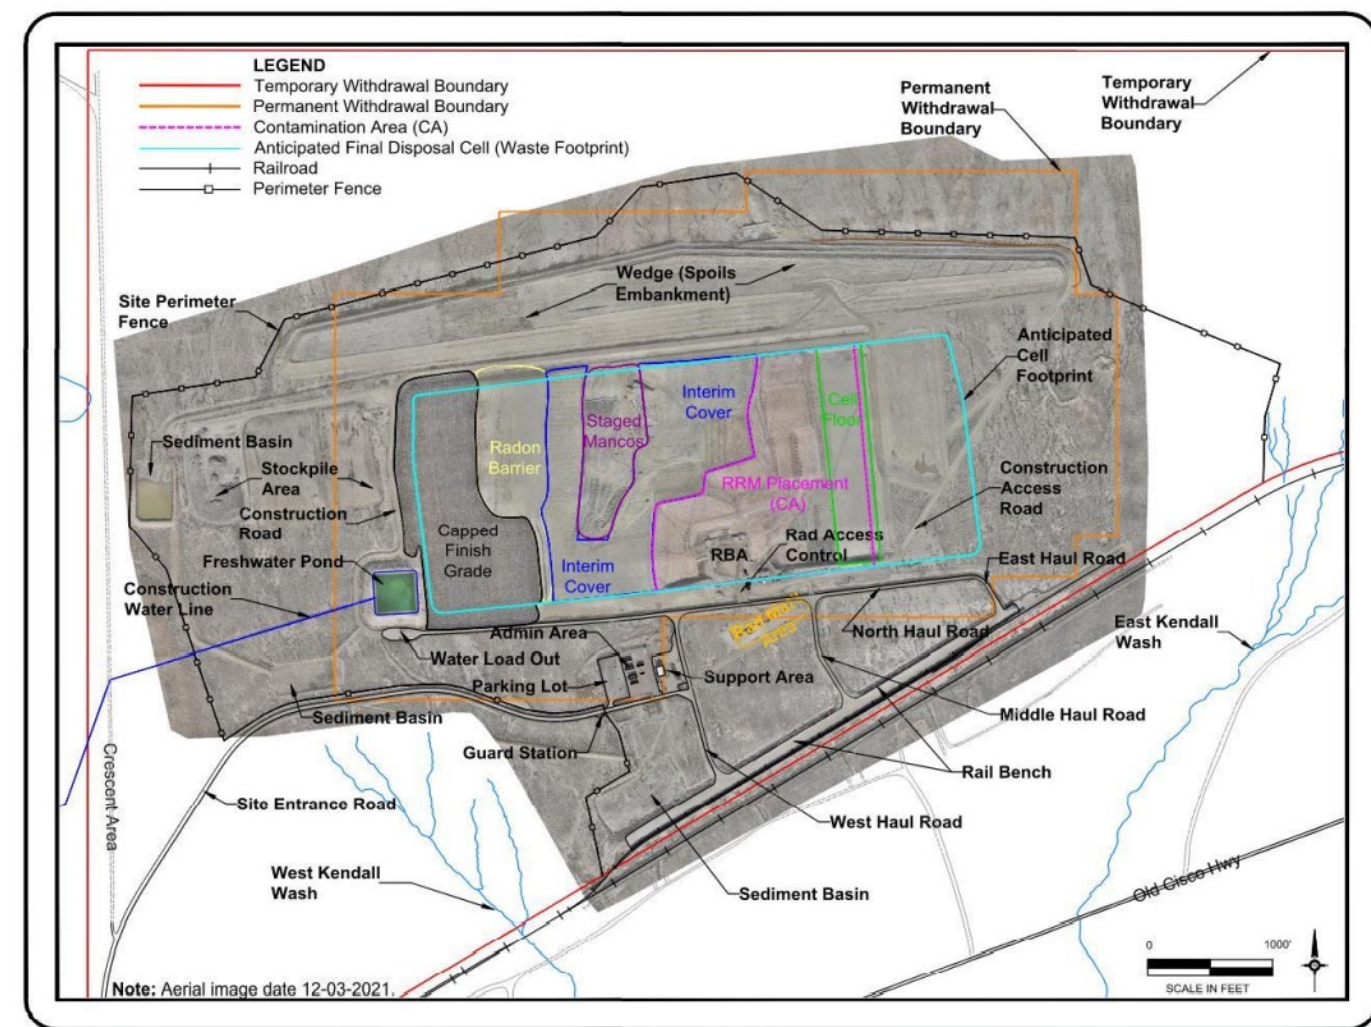 LEGEND
Temporary Withdrawal Boundary
Permanent Withdrawal Boundary
Contamination Area (CA)
Anticipated Final Disposal Cell (Waste Footprint)
Railroad
Perimeter Fence
Permanent
Withdrawal
Boundary
Temporary
Withdrawal
Boundary
Site Perimeter
Fence
Wedge (Spoils
Embankment)
Anticipated
Cell
Footprint
Interim
Cover
Cell
Floor
Staged
Mancos
Radon
Barrier
Sediment Basin
Stockpile
Area
Construction
Road
Construction
Access
Road
RRM Placement
(CA)
Capped
Finish
Grade
Rad Access
Control
RBA
Freshwater Pond
Interim
Cover
East Haul Road
Construction
Water Line
Admin Area
North Haul Road
East Kendall
Wash
Water Load Out
Parking Lot
Support Area
Sediment Basin
Middle Haul Road
Guard Station
Rail Bench
Crescent Area
Site Entrance Road
West Haul Road
West Kendall
Wash
Sediment Basin
Old Cisco Hwy
0 1000'
SCALE IN FEET
Note: Aerial image date 12-03-2021.